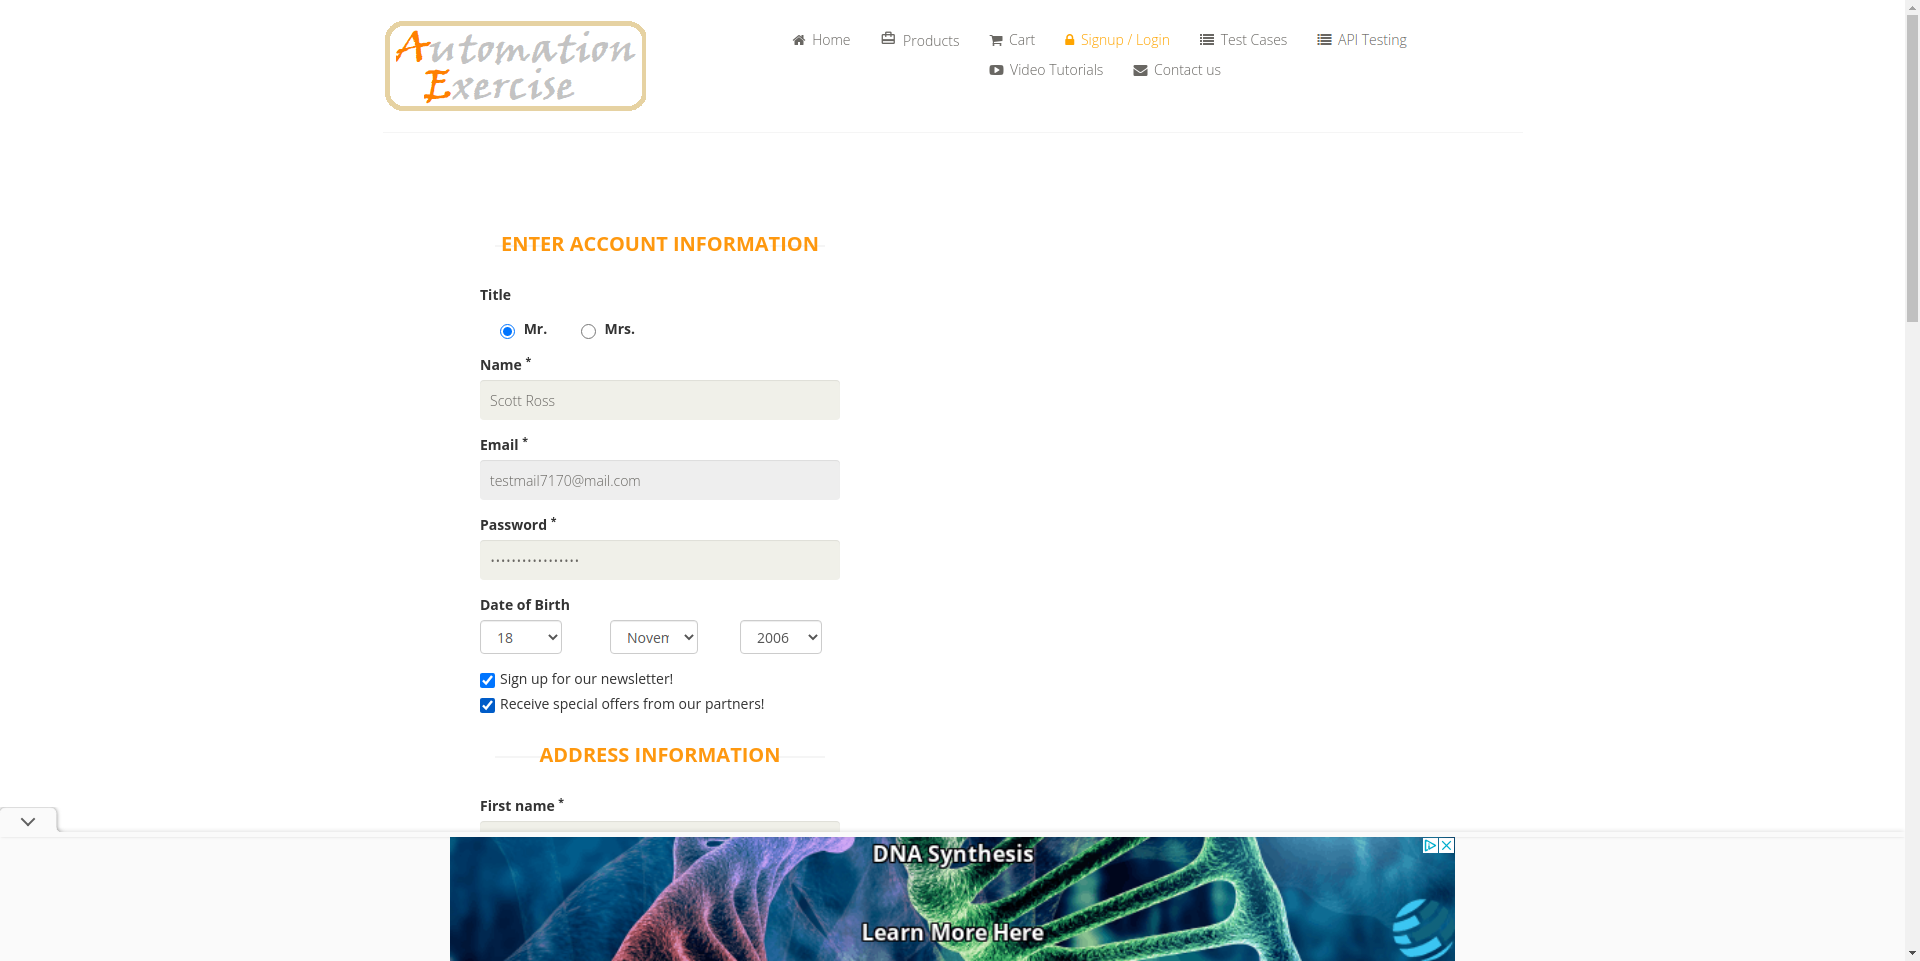 Automation
Exercise
Home
Products
Cart
Signup / Login
Test Cases
API Testing
Video Tutorials
Contact us
ENTER ACCOUNT INFORMATION
Title
Mr.
Mrs.
Name *
Scott Ross
Email *
testmail7170@mail.com
Password *
•••••••••••••••••
Date of Birth
18
Novem
2006
Sign up for our newsletter!
Receive special offers from our partners!
ADDRESS INFORMATION
First name *
DNA Synthesis
Learn More Here